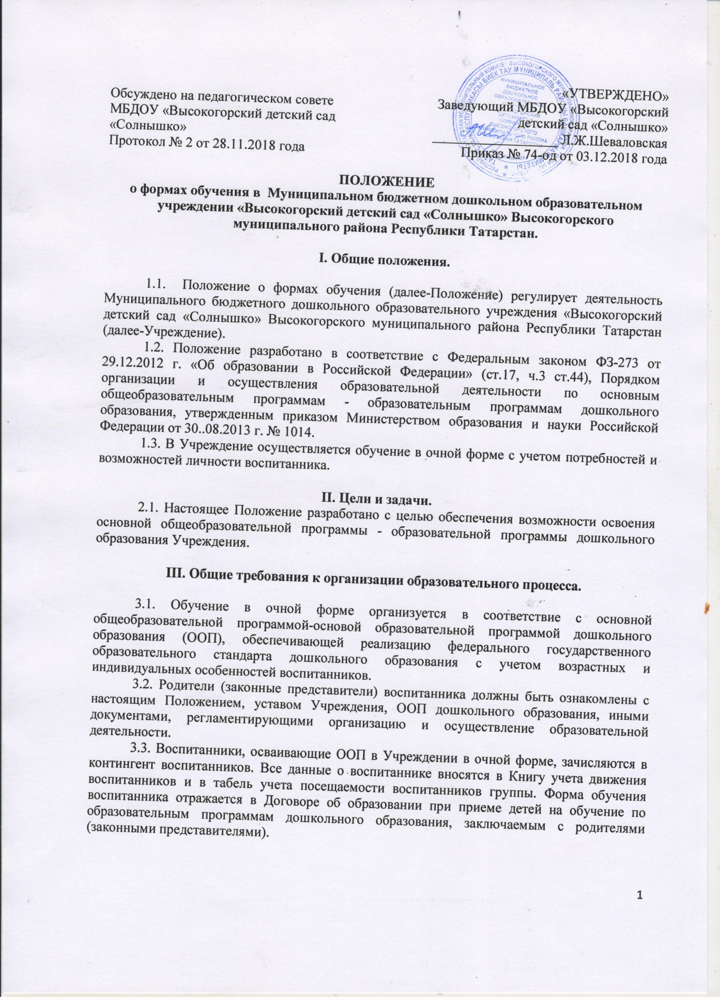 Обсуждено на педагогическом совете
МБДОУ «Высокогорский детский сад
«Солнышко»
Протокол № 2 от 28.11.2018 года
«УТВЕРЖДЕНО»
Заведующий МБДОУ «Высокогорский
детский сад «Солнышко»
Л.Ж.Шеваловская
Приказ № 74-од от 03.12.2018 года
МУНИЦИПАЛЬНОЕ
БЮДЖЕТНОЕ
ДОШКОЛЬНОЕ
ПОЛОЖЕНИЕ
о формах обучения в Муниципальном бюджетном дошкольном образовательном
учреждении «Высокогорский детский сад «Солнышко» Высокогорского
муниципального района Республики Татарстан.
I. Общие положения.
1.1. Положение о формах обучения (далее-Положение) регулирует деятельность
Муниципального бюджетного дошкольного образовательного учреждения «Высокогорский
детский сад «Солнышко» Высокогорского муниципального района Республики Татарстан
(далее-Учреждение).
1.2. Положение разработано в соответствие с Федеральным законом ФЗ-273 от
29.12.2012 г. «Об образовании в Российской Федерации» (ст.17, ч.3 ст.44), Порядком
организации и осуществления образовательной деятельности по основным
общеобразовательным программам - образовательным программам дошкольного
образования, утвержденным приказом Министерством образования и науки Российской
Федерации от 30..08.2013 г. № 1014.
1.3. В Учреждение осуществляется обучение в очной форме с учетом потребностей и
возможностей личности воспитанника.
II. Цели и задачи.
2.1. Настоящее Положение разработано с целью обеспечения возможности освоения
основной общеобразовательной программы - образовательной программы дошкольного
образования Учреждения.
III. Общие требования к организации образовательного процесса.
3.1. Обучение в очной форме организуется в соответствие с основной
общеобразовательной программой-основой образовательной программой дошкольного
образования (ООП), обеспечивающей реализацию федерального государственного
образовательного стандарта дошкольного образования с учетом возрастных и
индивидуальных особенностей воспитанников.
3.2. Родители (законные представители) воспитанника должны быть ознакомлены с
настоящим Положением, уставом Учреждения, ООП дошкольного образования, иными
документами, регламентирующими организацию и осуществление образовательной
деятельности.
3.3. Воспитанники, осваивающие ООП в Учреждении в очной форме, зачисляются в
контингент воспитанников. Все данные о воспитаннике вносятся в Книгу учета движения
воспитанников и в табель учета посещаемости воспитанников группы. Форма обучения
воспитанника отражается в Договоре об образовании при приеме детей на обучение по
образовательным программам дошкольного образования, заключаемым с родителями
(законными представителями).
1